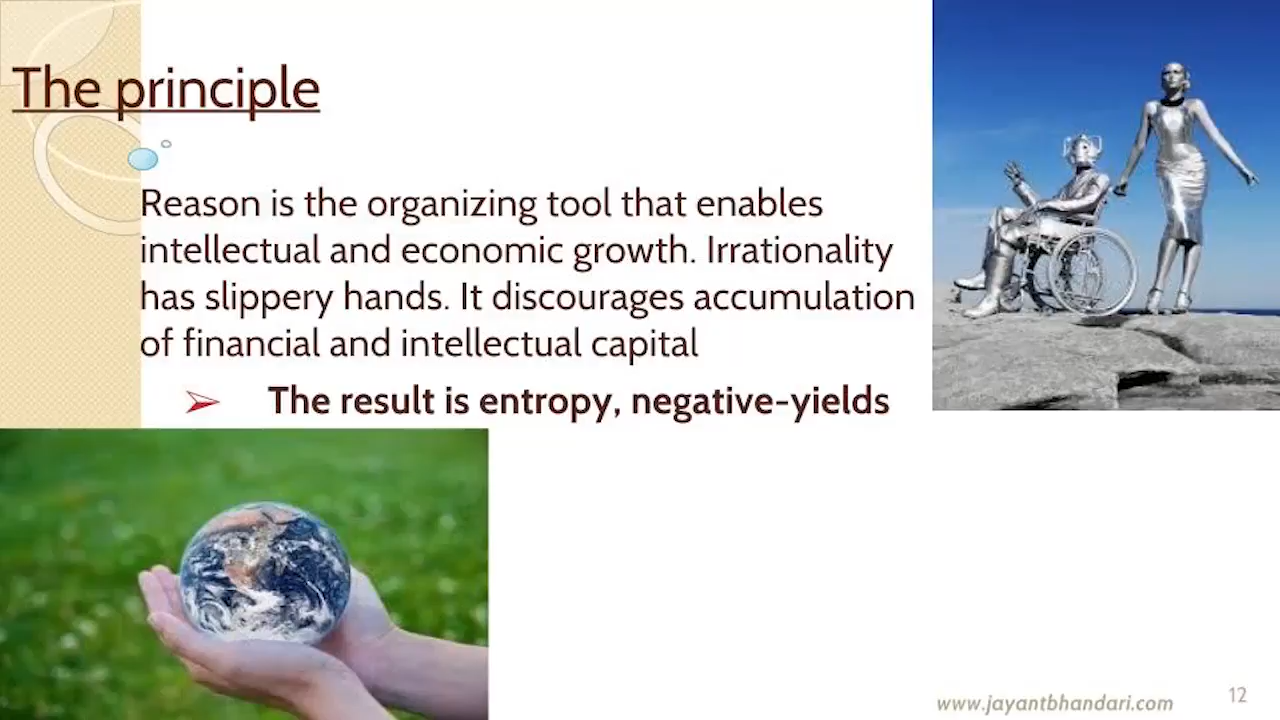 The principle
Reason is the organizing tool that enables
intellectual and economic growth. Irrationality
has slippery hands. It discourages accumulation
of financial and intellectual capital
The result is entropy, negative-yields
www.jayantbhandari.com
12